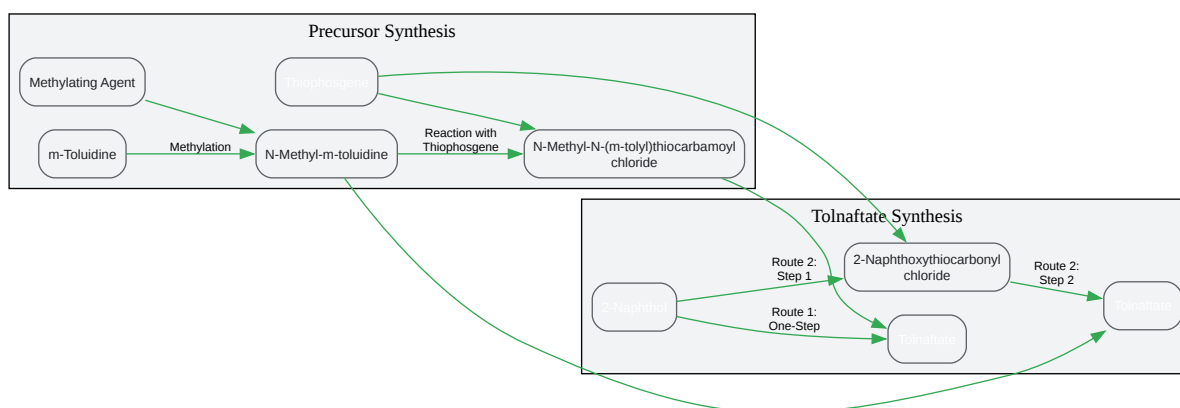 Precursor Synthesis
Methylating Agent
Thiophosgene
m-Toluidine
Methylation
N-Methyl-m-toluidine
Reaction with
Thiophosgene
N-Methyl-N-(m-tolyl)thiocarbamoyl
chloride
Tolnaftate Synthesis
2-Naphthol
Route 2:
Step 1
Route 1:
One-Step
2-Naphthoxythiocarbonyl
chloride
Route 2:
Step 2
Tolnaftate
Tolnaftate